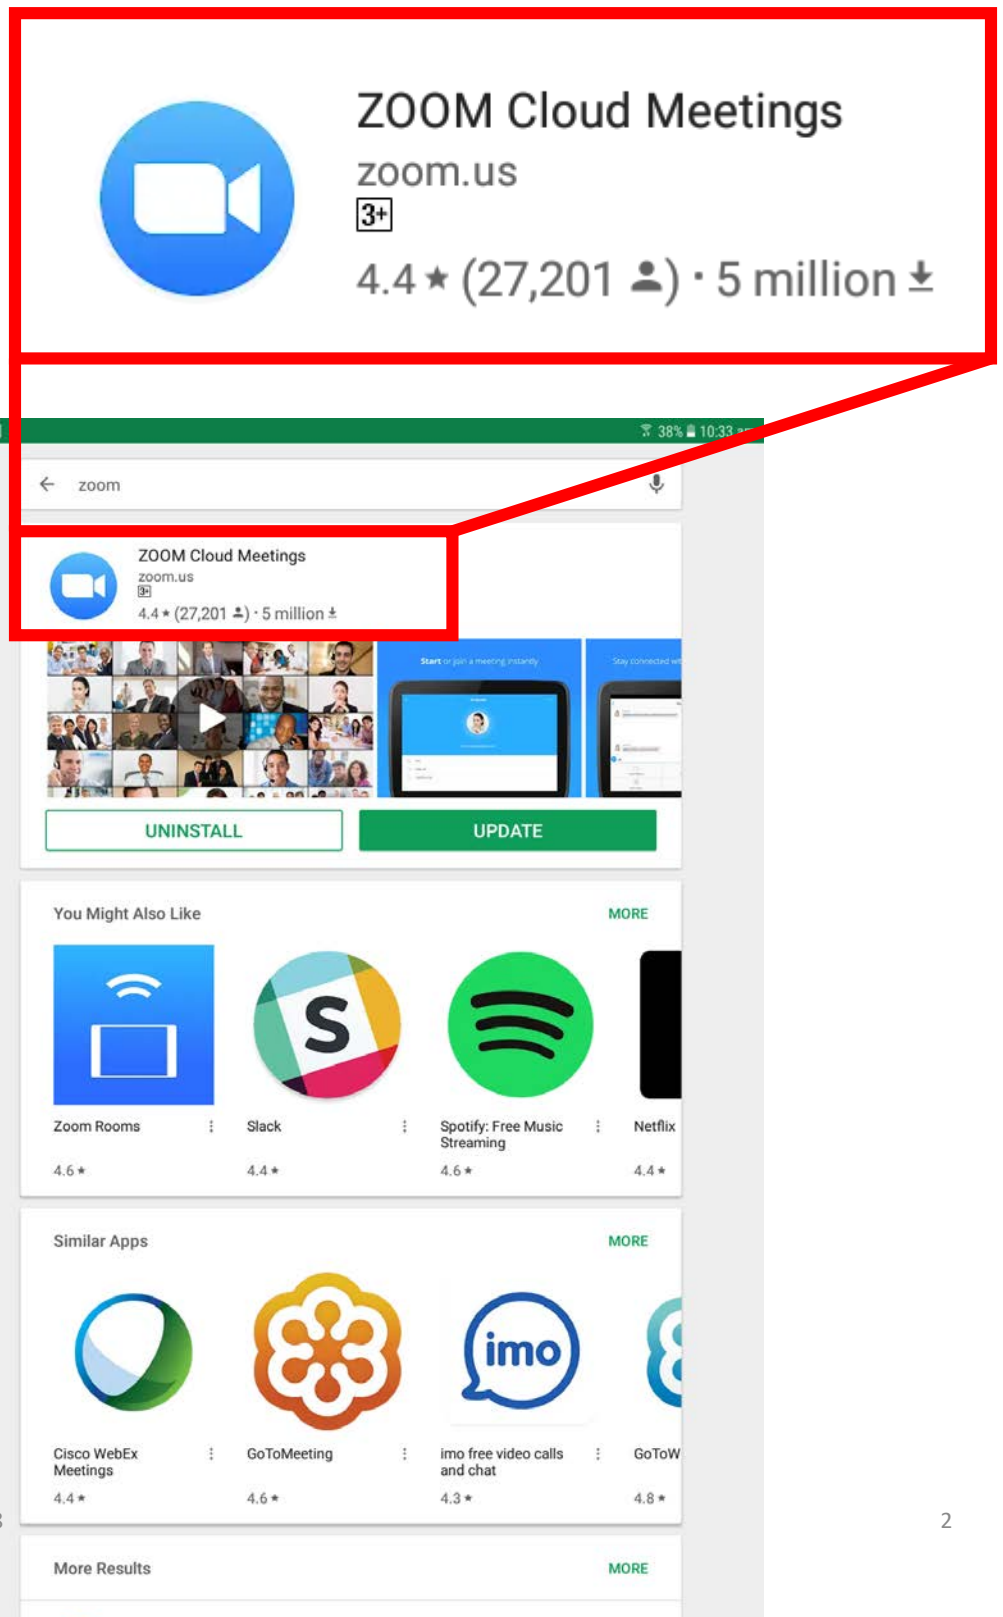 ZOOM Cloud Meetings
zoom.us
3+
4.4 ★ (27,201) · 5 million
38% 10:33
zoom
ZOOM Cloud Meetings
zoom.us
3+
4.4 ★ (27,201) · 5 million
Start or join a meeting instantly
Stay connected
UNINSTALL
UPDATE
You Might Also Like
MORE
S
Zoom Rooms
Slack
Spotify: Free Music
Streaming
Netflix
4.6 ★
4.4 ★
4.6 ★
4.4 ★
Similar Apps
MORE
imo
Cisco WebEx
Meetings
GoToMeeting
imo free video calls
and chat
GoToW
4.4 ★
4.6 ★
4.3 ★
4.8 ★
2
More Results
MORE